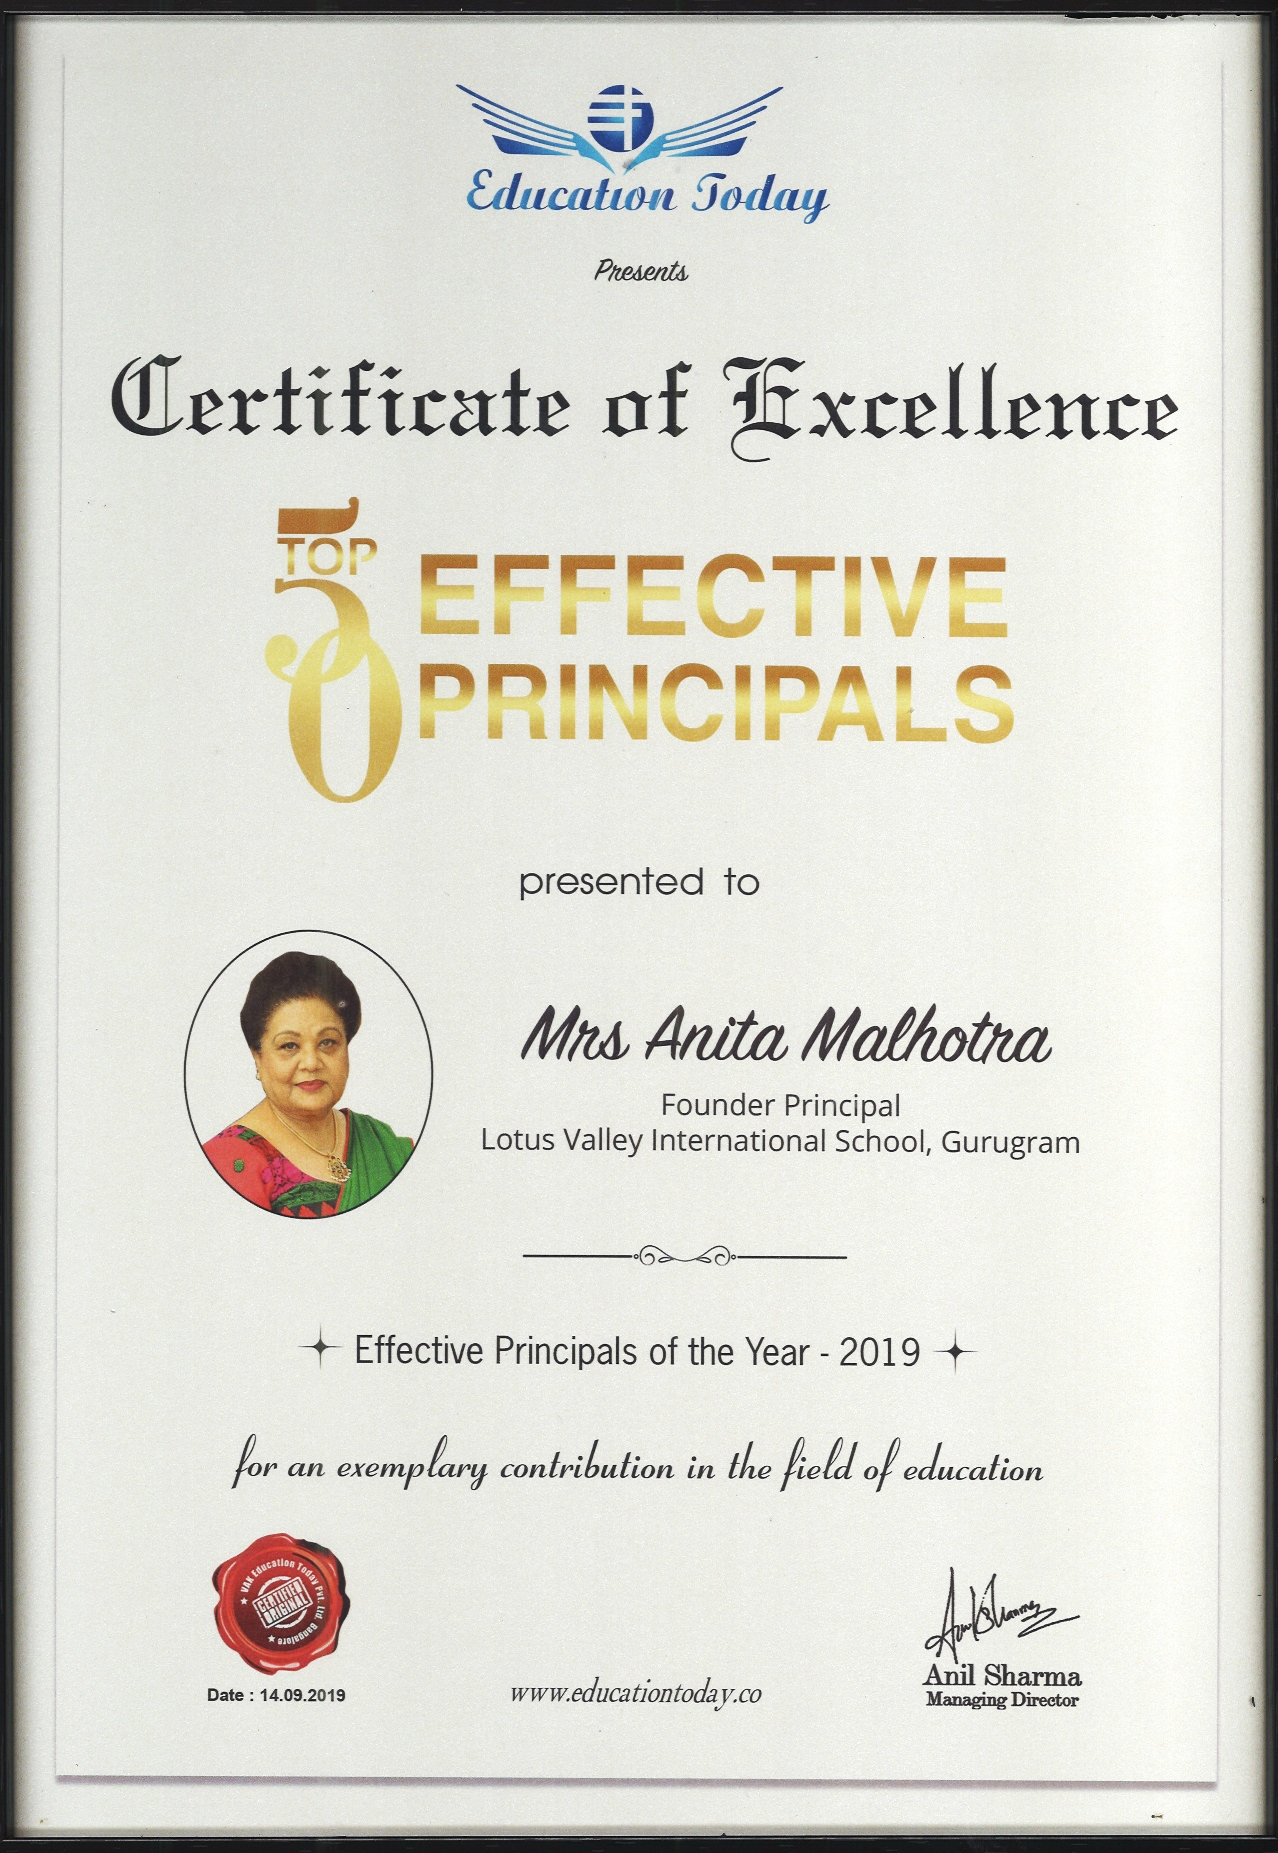 Education Today
Presents
Certificate of Excellence
TOP
50
EFFECTIVE
PRINCIPALS
presented to
Mrs Anita Malhotra
Founder Principal
Lotus Valley International School, Gurugram
Effective Principals of the Year - 2019
for an exemplary contribution in the field of education
VAK Education Today Pvt. Ltd. Bangalore
CERTIFIED
ORIGINAL
Date : 14.09.2019
www.educationtoday.co
Anil Sharma
Anil Sharma
Managing Director